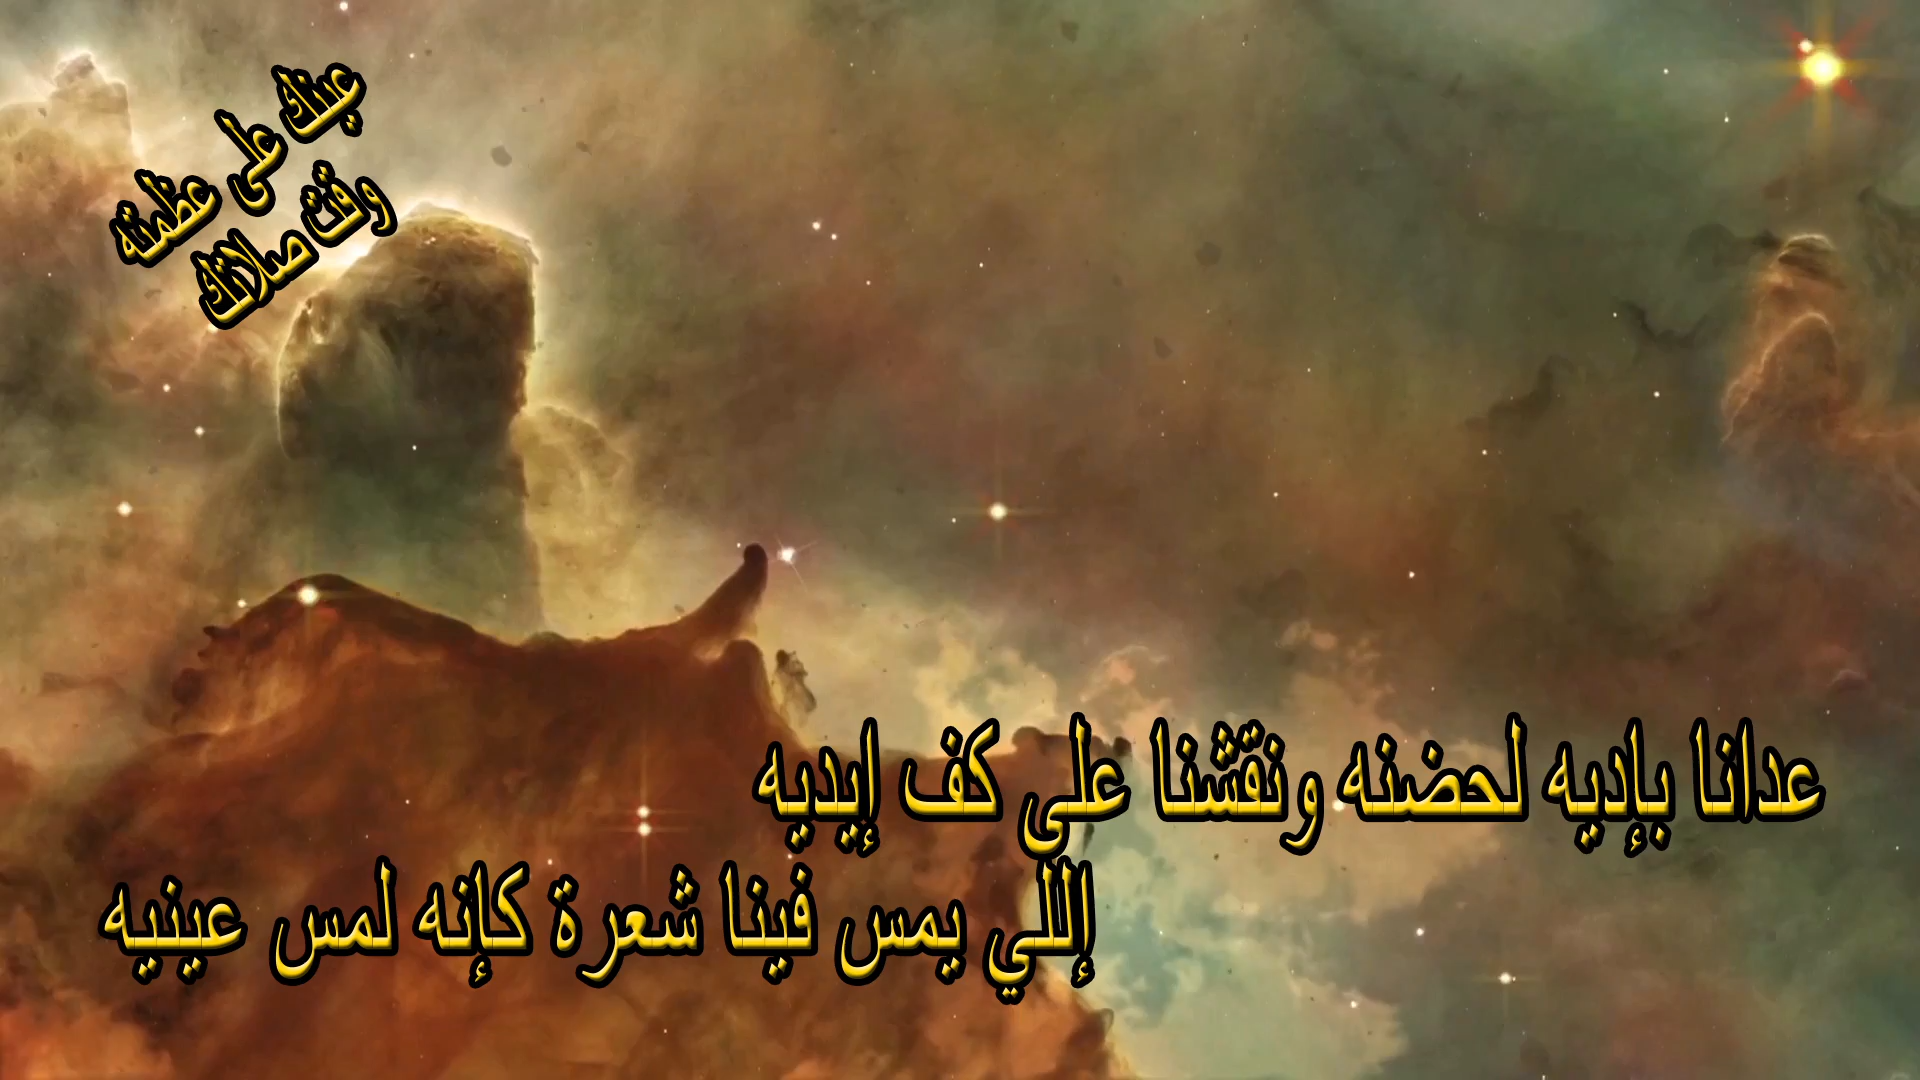 عينك على عظمته
وقت صلاتك
عدانا بإديه لحضنه ونقشنا على كف إيديه
إللي يمس فينا شعرة كإنه لمس عينيه